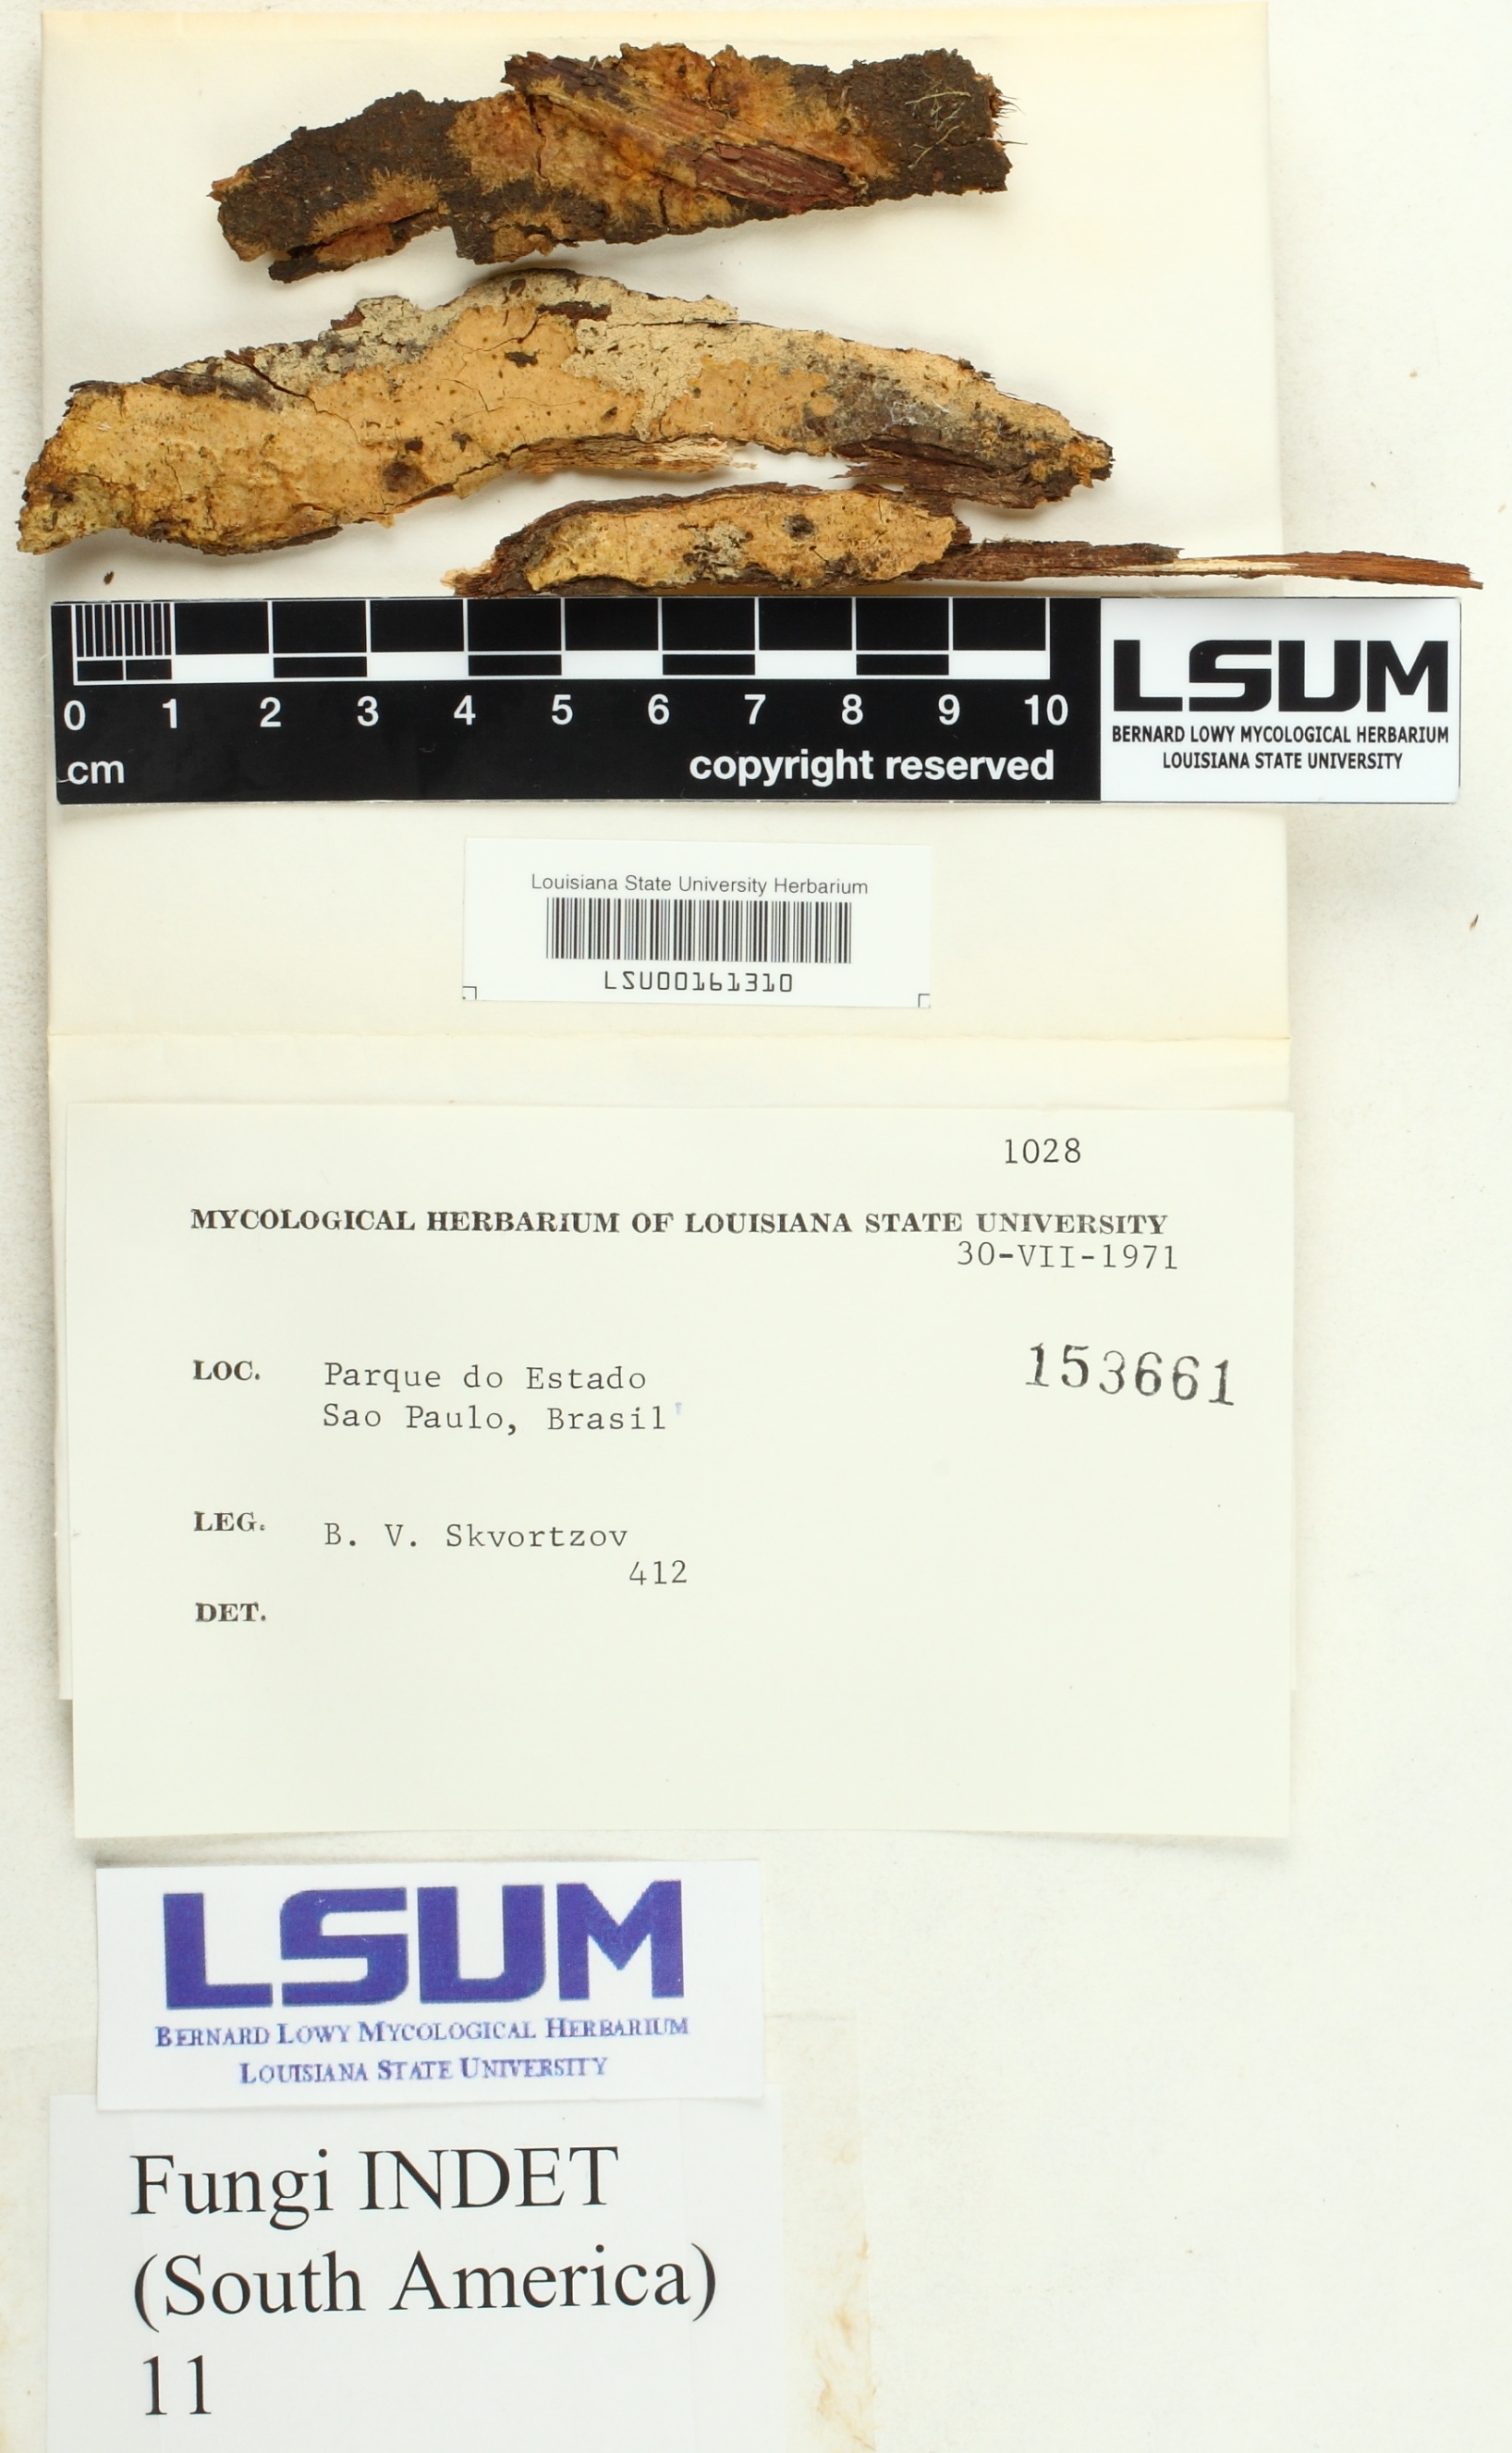 0 1 2 3 4 5 6 7 8 9 10
cm
copyright reserved
LSUM
BERNARD LOWY MYCOLOGICAL HERBARIUM
LOUISIANA STATE UNIVERSITY
Louisiana State University Herbarium
LSU00161310
1028
MYCOLOGICAL HERBARIUM OF LOUISIANA STATE UNIVERSITY
30-VII-1971
LOC. Parque do Estado
Sao Paulo, Brasil
153661
LEG. B. V. Skvortzov
412
DET.
LSUM
BERNARD LOWY MYCOLOGICAL HERBARIUM
LOUISIANA STATE UNIVERSITY
Fungi INDET
(South America)
11